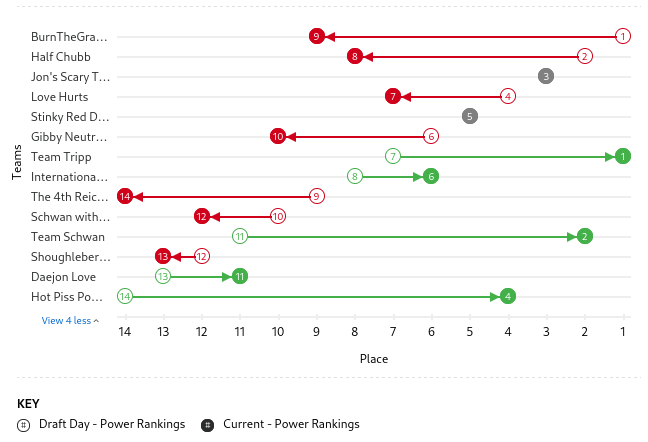 BurnTheGra... 9 1
Half Chubb 8 2
Jon's Scary T... 3
Love Hurts 7 4
Stinky Red D... 5
Gibby Neutr... 10 6
Team Tripp 7 1
Internationa... 8 6
The 4th Reic... 14 9
Schwan with... 12 10
Team Schwan 11 2
Shoughleber... 13 12
Daejon Love 13 11
Hot Piss Po... 14 4
Teams
View 4 less
14 13 12 11 10 9 8 7 6 5 4 3 2 1
Place
KEY
# Draft Day - Power Rankings # Current - Power Rankings